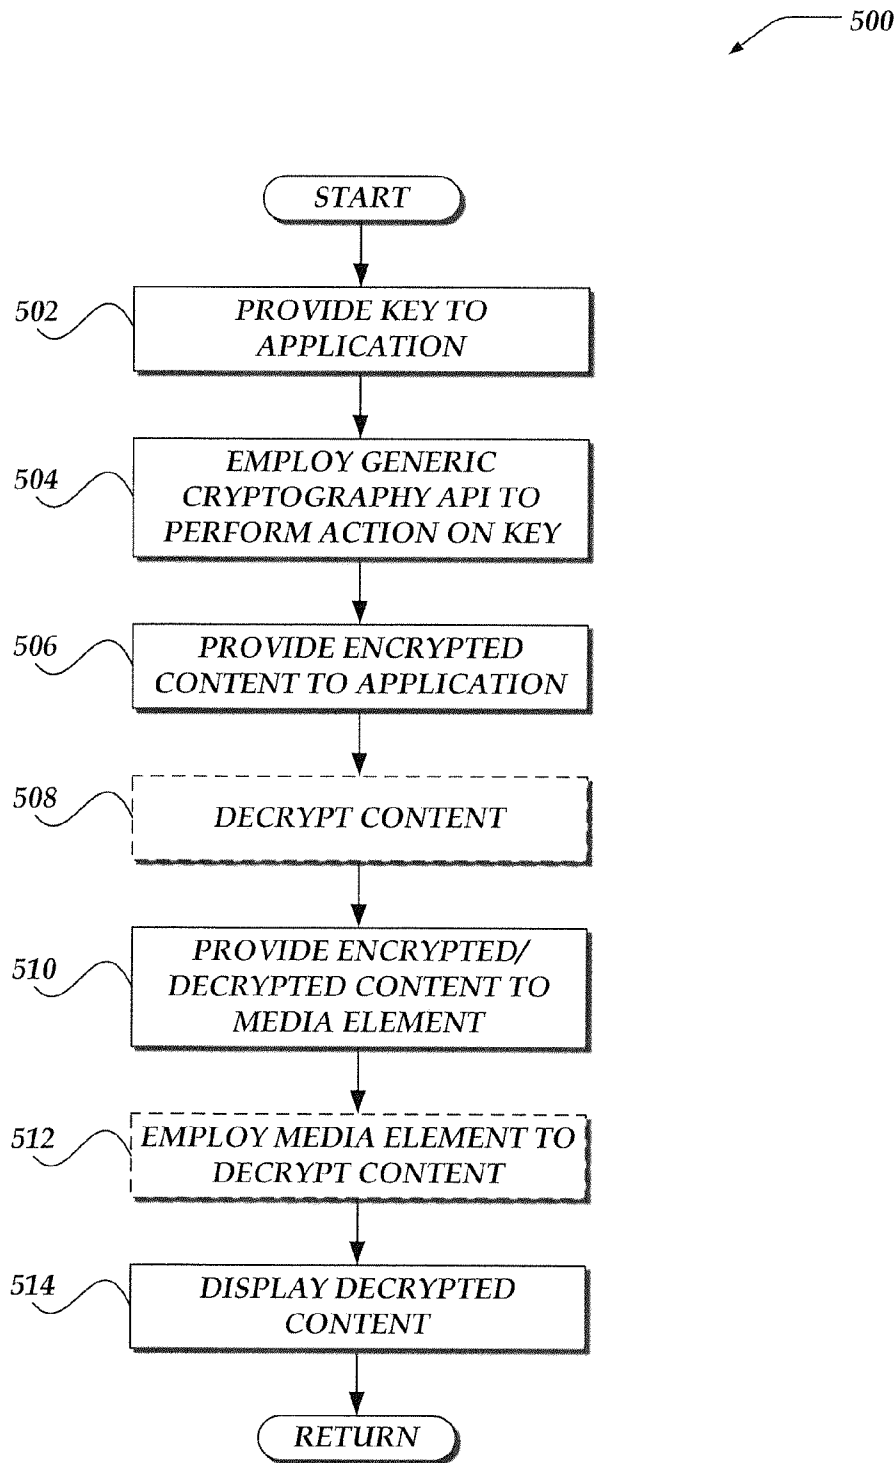 500
START
502
PROVIDE KEY TO
APPLICATION
504
EMPLOY GENERIC
CRYPTOGRAPHY API TO
PERFORM ACTION ON KEY
506
PROVIDE ENCRYPTED
CONTENT TO APPLICATION
508
DECRYPT CONTENT
510
PROVIDE ENCRYPTED/
DECRYPTED CONTENT TO
MEDIA ELEMENT
512
EMPLOY MEDIA ELEMENT TO
DECRYPT CONTENT
514
DISPLAY DECRYPTED
CONTENT
RETURN